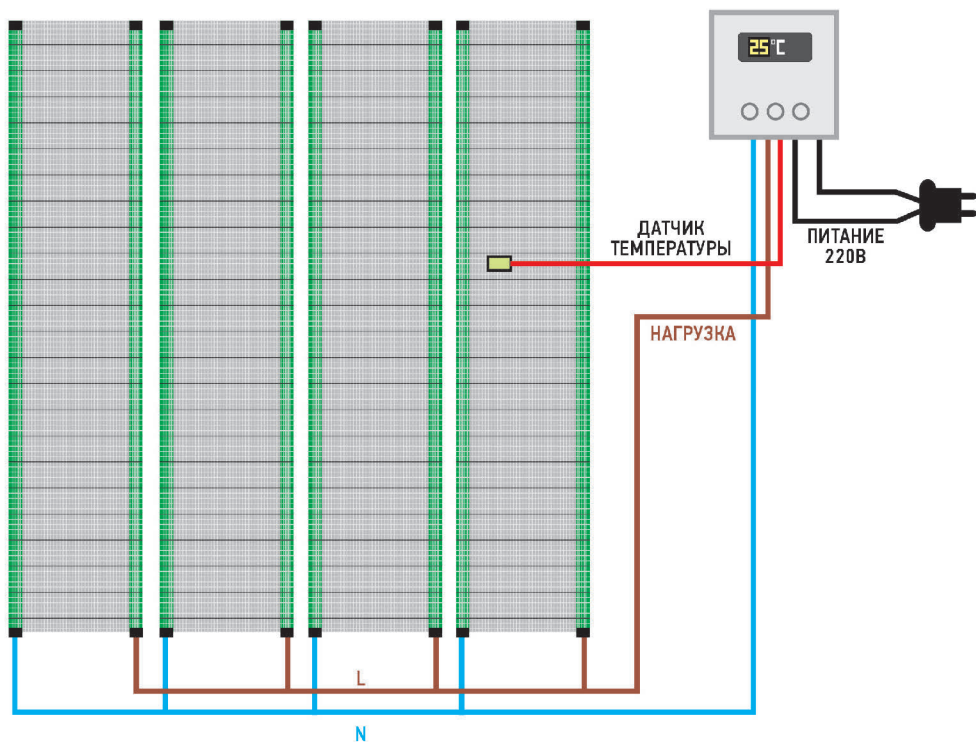 25°C
ДАТЧИК
ТЕМПЕРАТУРЫ
ПИТАНИЕ
220В
НАГРУЗКА
L
N